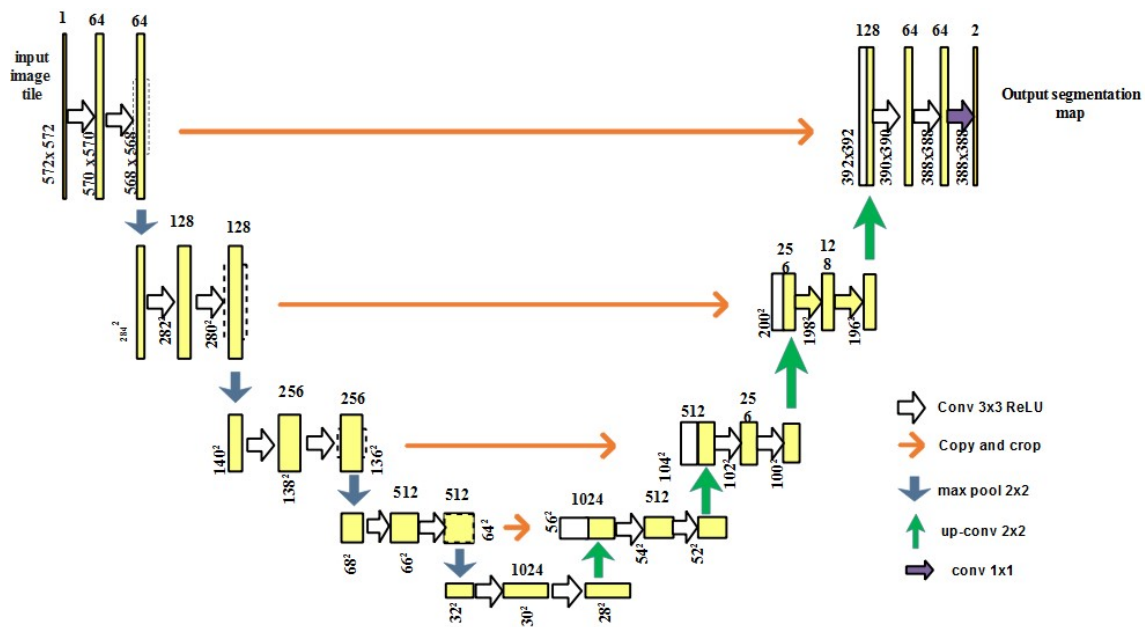 1
64
64
input
image
tile
572x 572
570 x 570
568 x 568
128
64
64
2
Output segmentation
map
392x392
390x390
388x388
388x388
128
128
284²
282²
280²
25
6
12
8
200²
198²
196²
256
256
140²
138²
136²
512
25
6
104²
102²
100²
512
512
68²
66²
64²
1024
512
56²
54²
52²
1024
32²
30²
28²
Conv 3x3 ReLU
Copy and crop
max pool 2x2
up-conv 2x2
conv 1x1